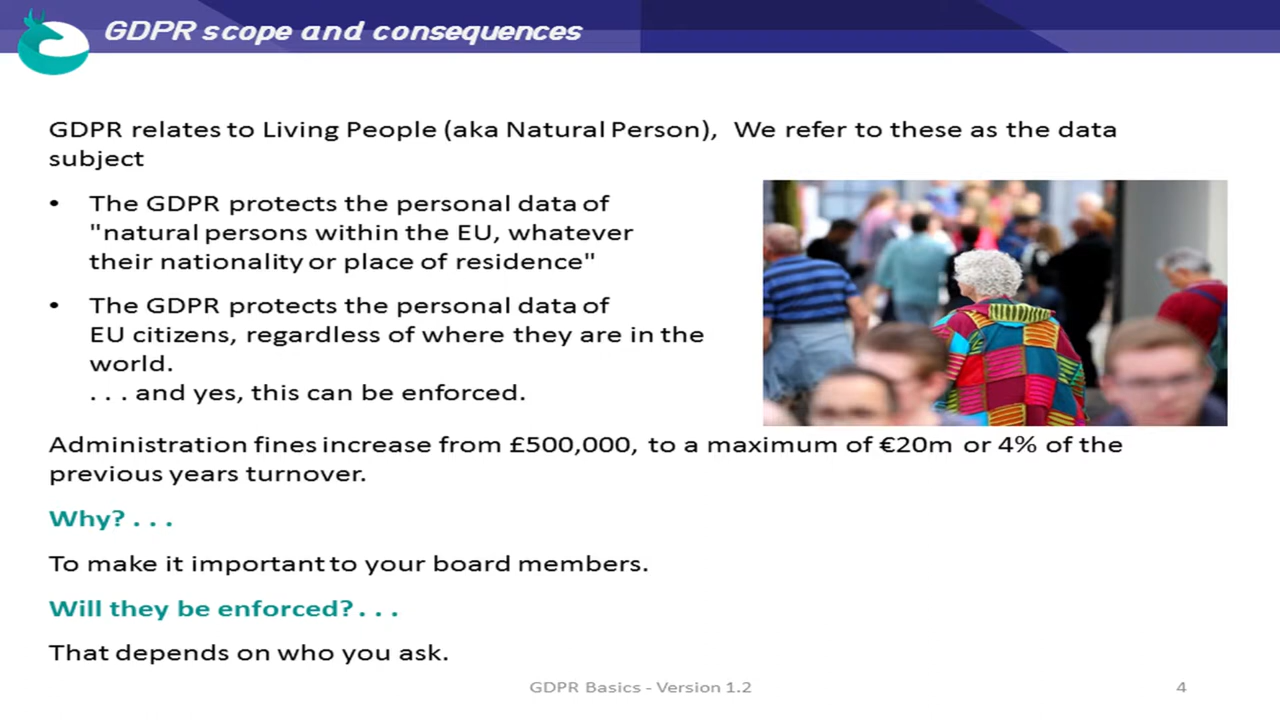 GDPR scope and consequences
GDPR relates to Living People (aka Natural Person), We refer to these as the data
subject
• The GDPR protects the personal data of
"natural persons within the EU, whatever
their nationality or place of residence"
• The GDPR protects the personal data of
EU citizens, regardless of where they are in the
world.
. . . and yes, this can be enforced.
Administration fines increase from £500,000, to a maximum of €20m or 4% of the
previous years turnover.
Why? . . .
To make it important to your board members.
Will they be enforced? . . .
That depends on who you ask.
GDPR Basics - Version 1.2
4